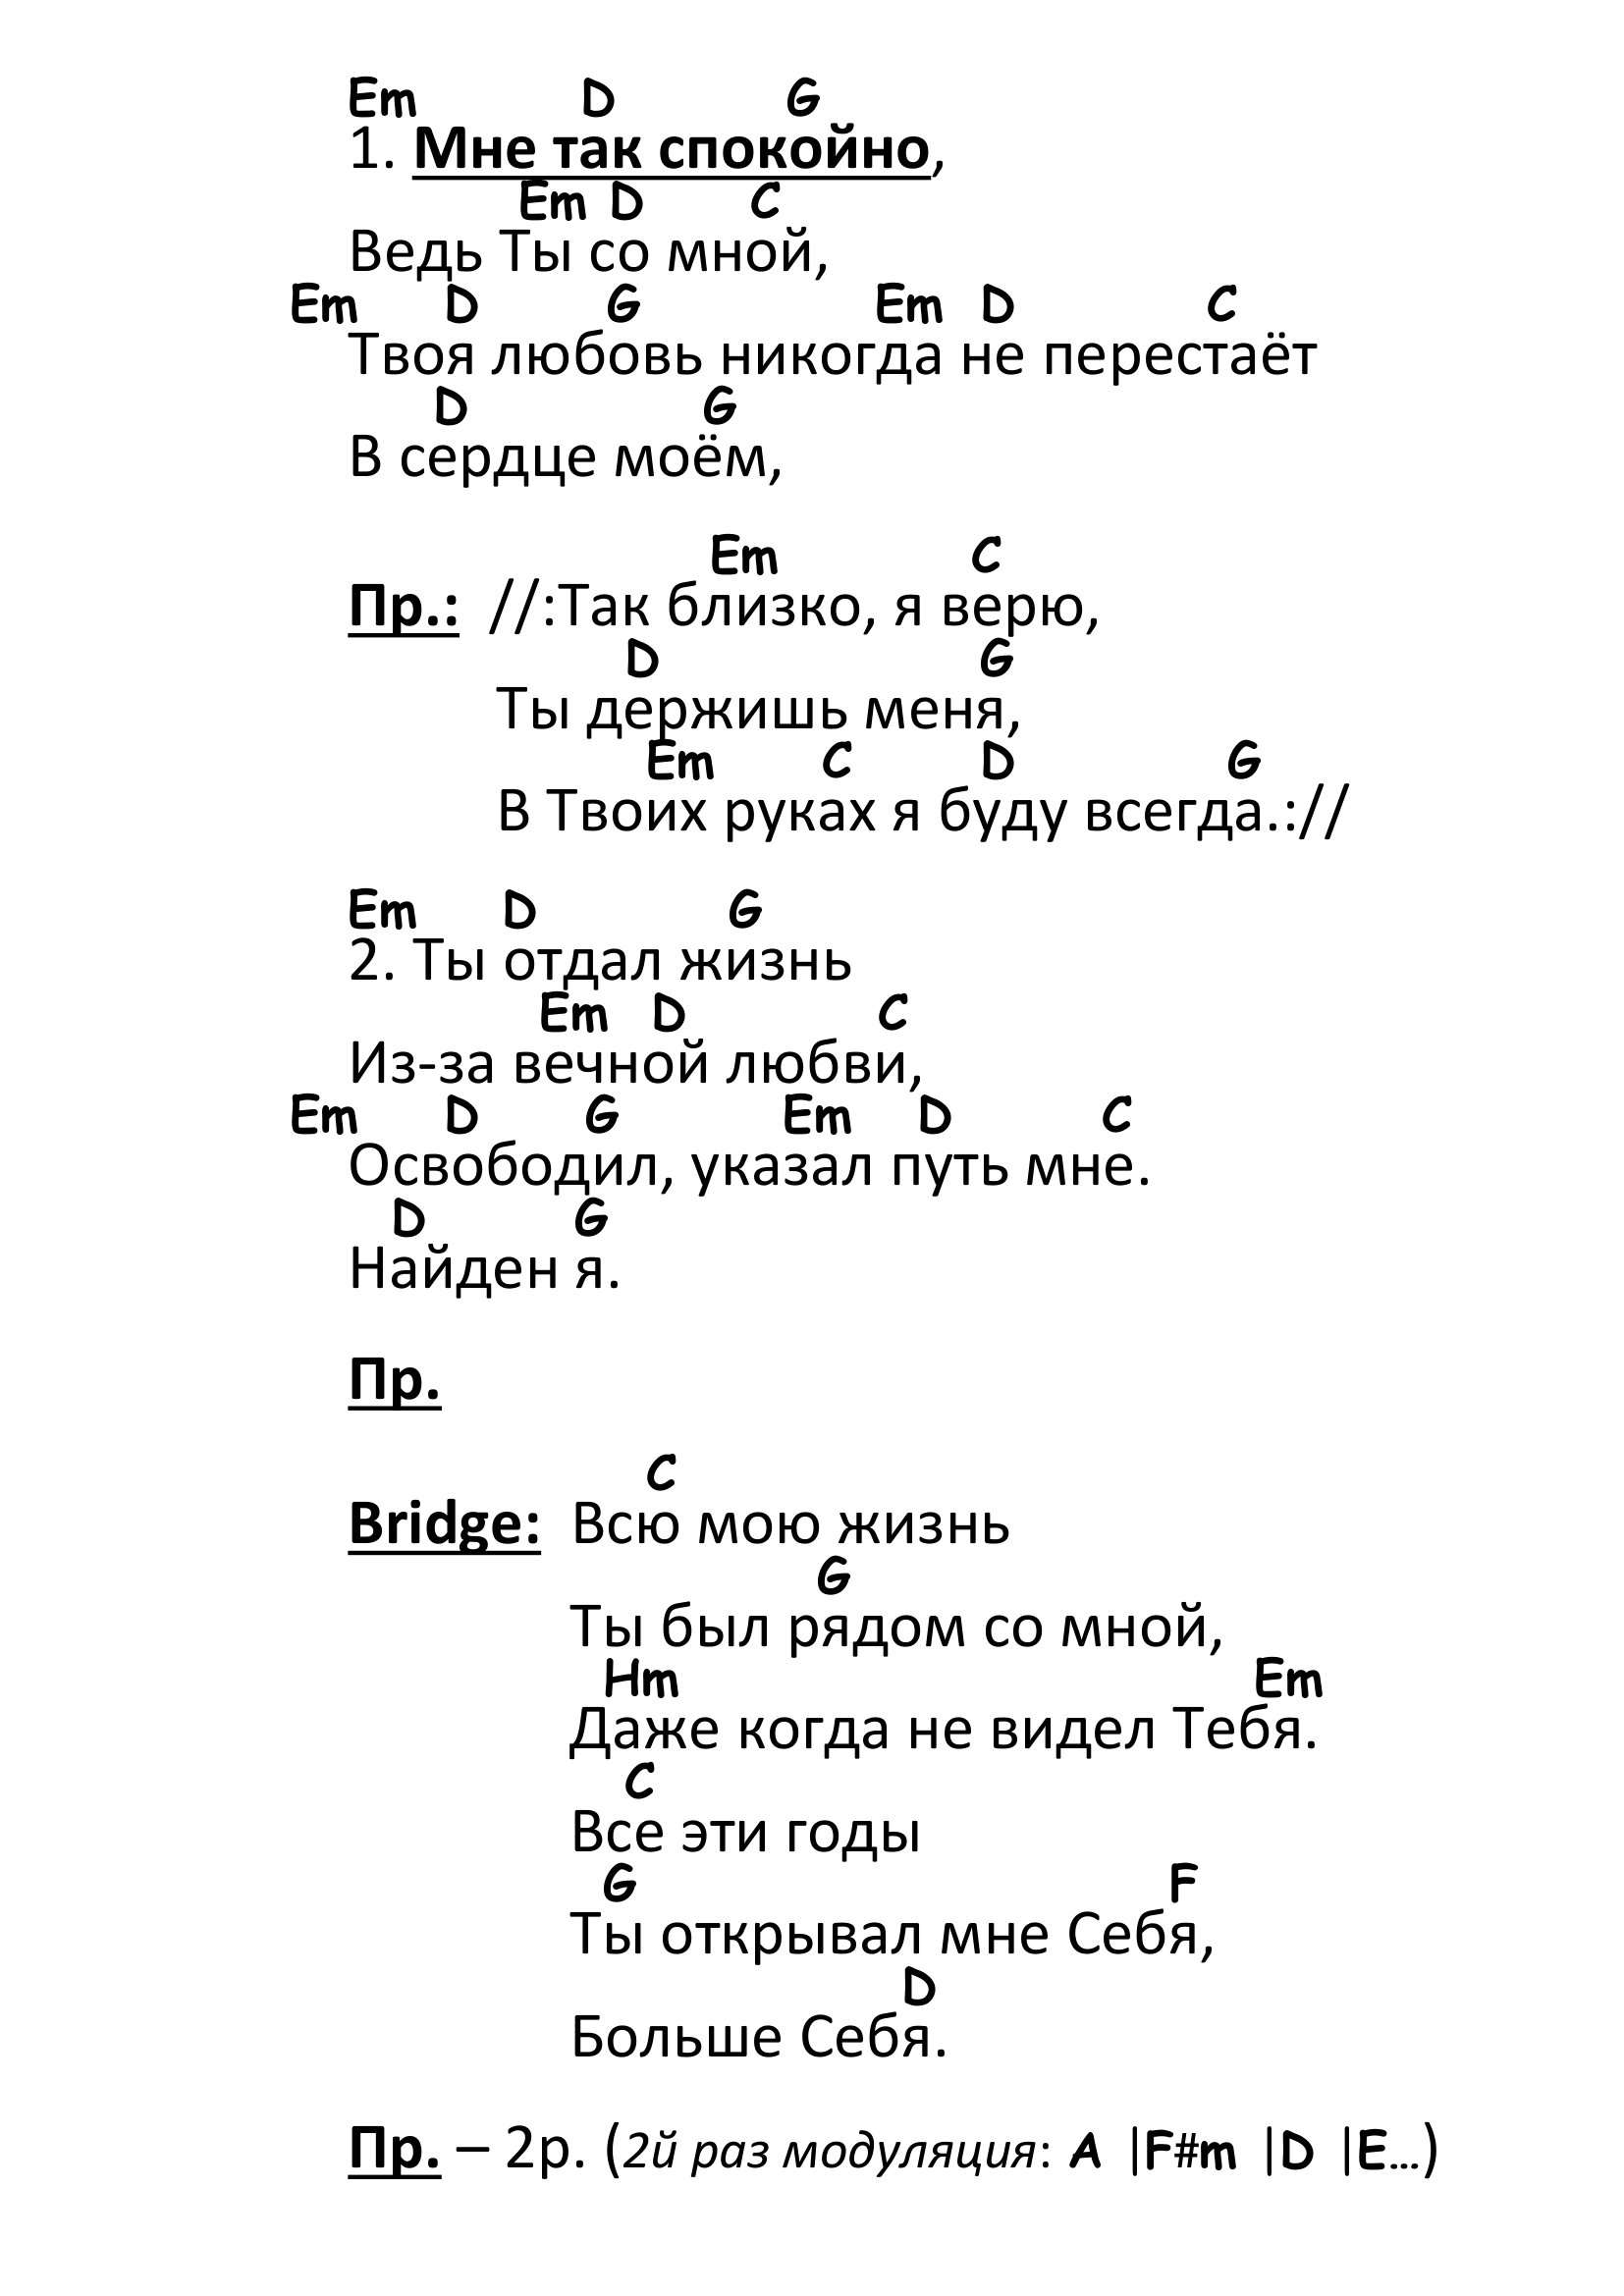 Em D G
1. Мне так спокойно,
Em D C
Ведь Ты со мной,
Em D G Em D C
Твоя любовь никогда не перестаёт
D G
В сердце моём,
Em C
Пр.: //:Так близко, я верю,
D G
Ты держишь меня,
Em C D G
В Твоих руках я буду всегда.://
Em D G
2. Ты отдал жизнь
Em D C
Из-за вечной любви,
Em D G Em D C
Освободил, указал путь мне.
D G
Найден я.
Пр.
C
Bridge: Всю мою жизнь
G
Ты был рядом со мной,
Hm Em
Даже когда не видел Тебя.
C
Все эти годы
G F
Ты открывал мне Себя,
D
Больше Себя.
Пр. – 2р. (2й раз модуляция: A |F#m |D |E...)